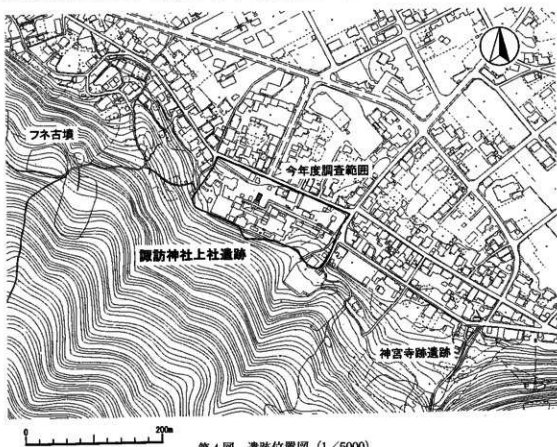 フネ古墳
今年度調査範囲
諏訪神社上社遺跡
神宮寺跡遺跡
0 200m
第4図 遺跡位置図 (1/5000)